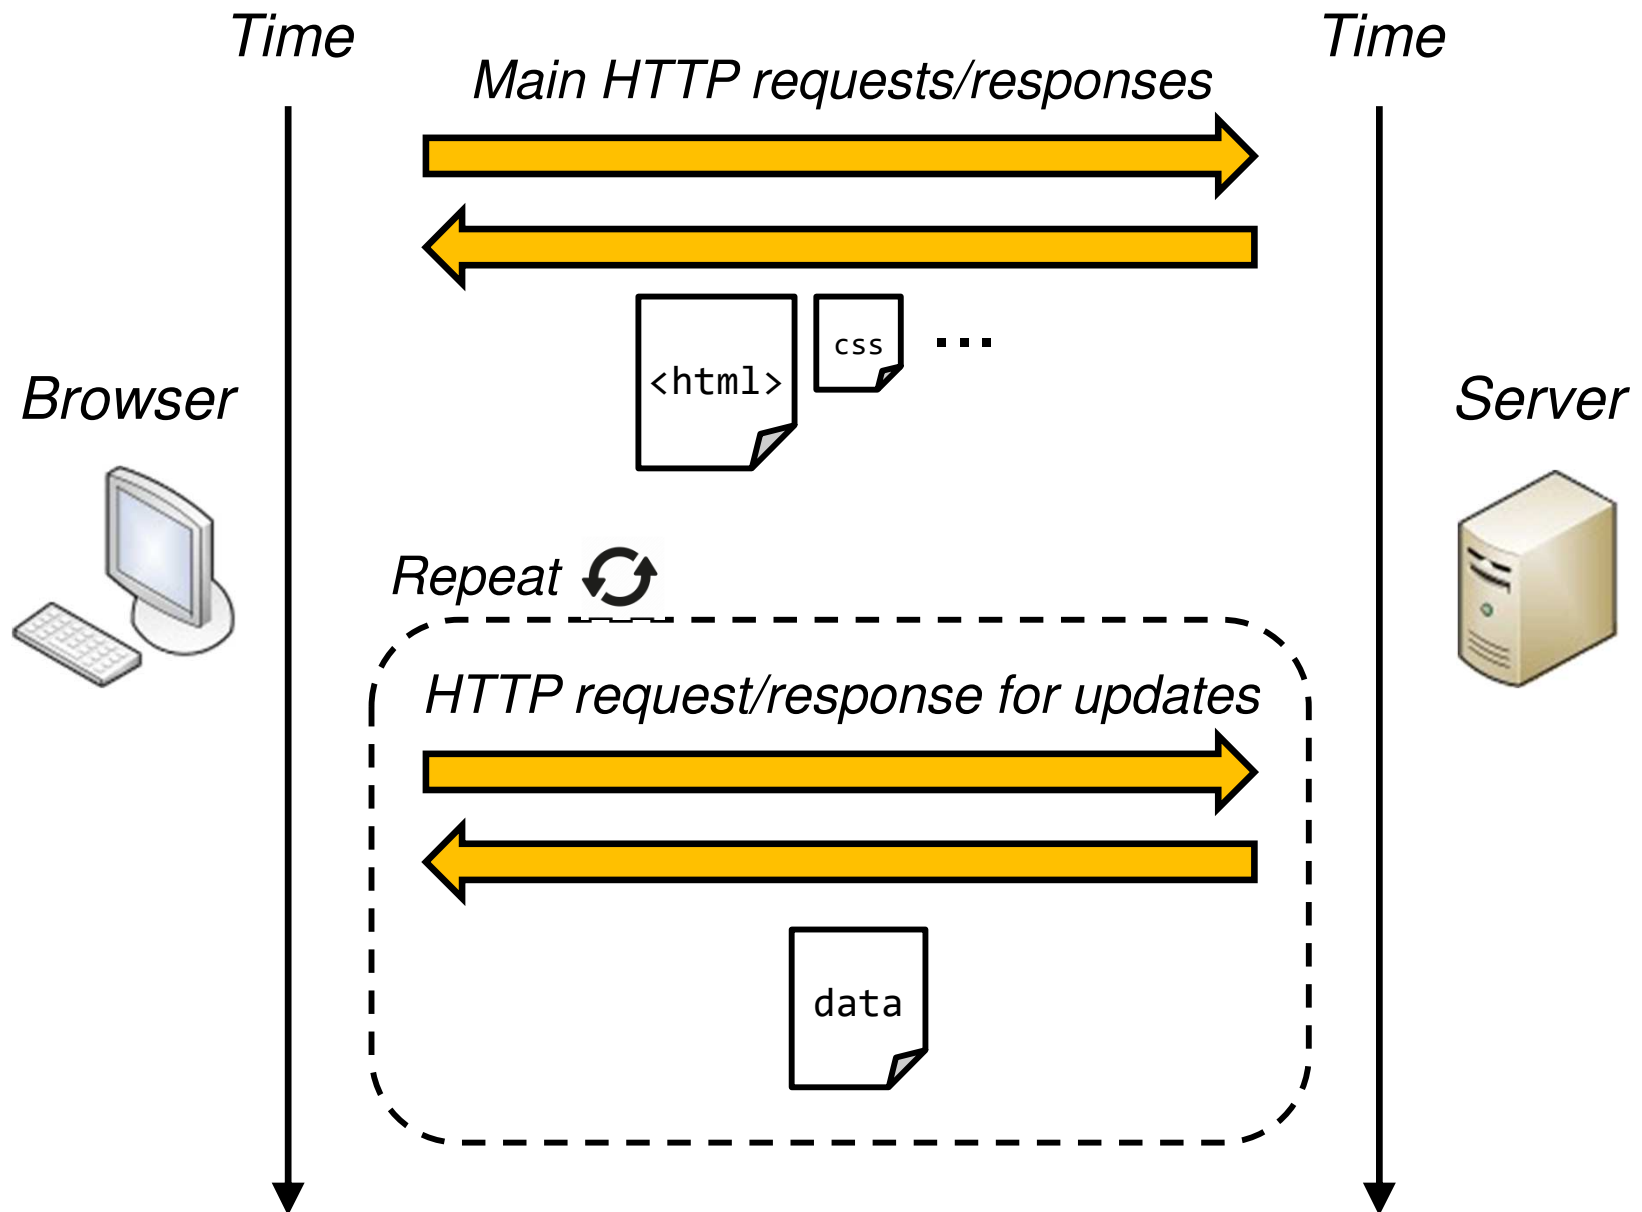 Time
Time
Main HTTP requests/responses
<html>
css
...
Browser
Server
Repeat
HTTP request/response for updates
data